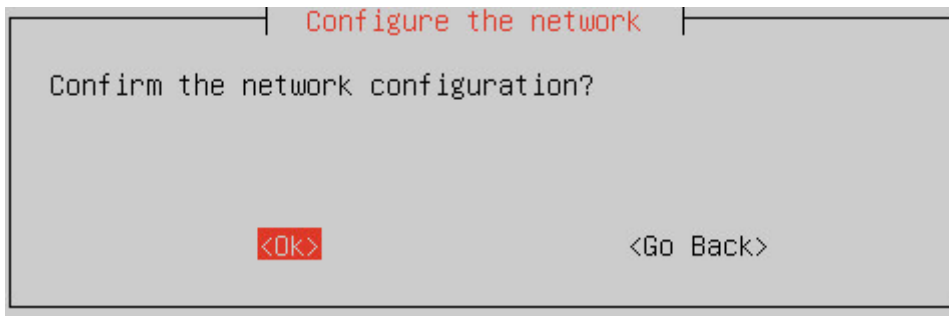 Configure the network
Confirm the network configuration?
<Ok> <Go Back>